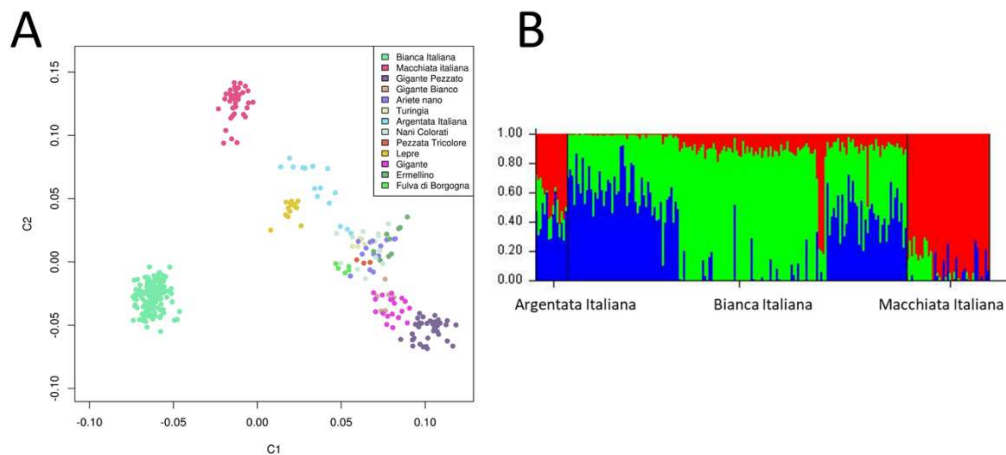 A
B
0.15
0.10
0.05
0.00
-0.05
-0.10
C2
-0.10
-0.05
0.00
0.05
0.10
C1
Bianca Italiana
Macchiata italiana
Gigante Pezzato
Gigante Bianco
Ariete nano
Turingia
Argentata Italiana
Nani Colorati
Pezzata Tricolore
Lepre
Gigante
Ermellino
Fulva di Borgogna
1.00
0.80
0.60
0.40
0.20
0.00
Argentata Italiana
Bianca Italiana
Macchiata Italiana